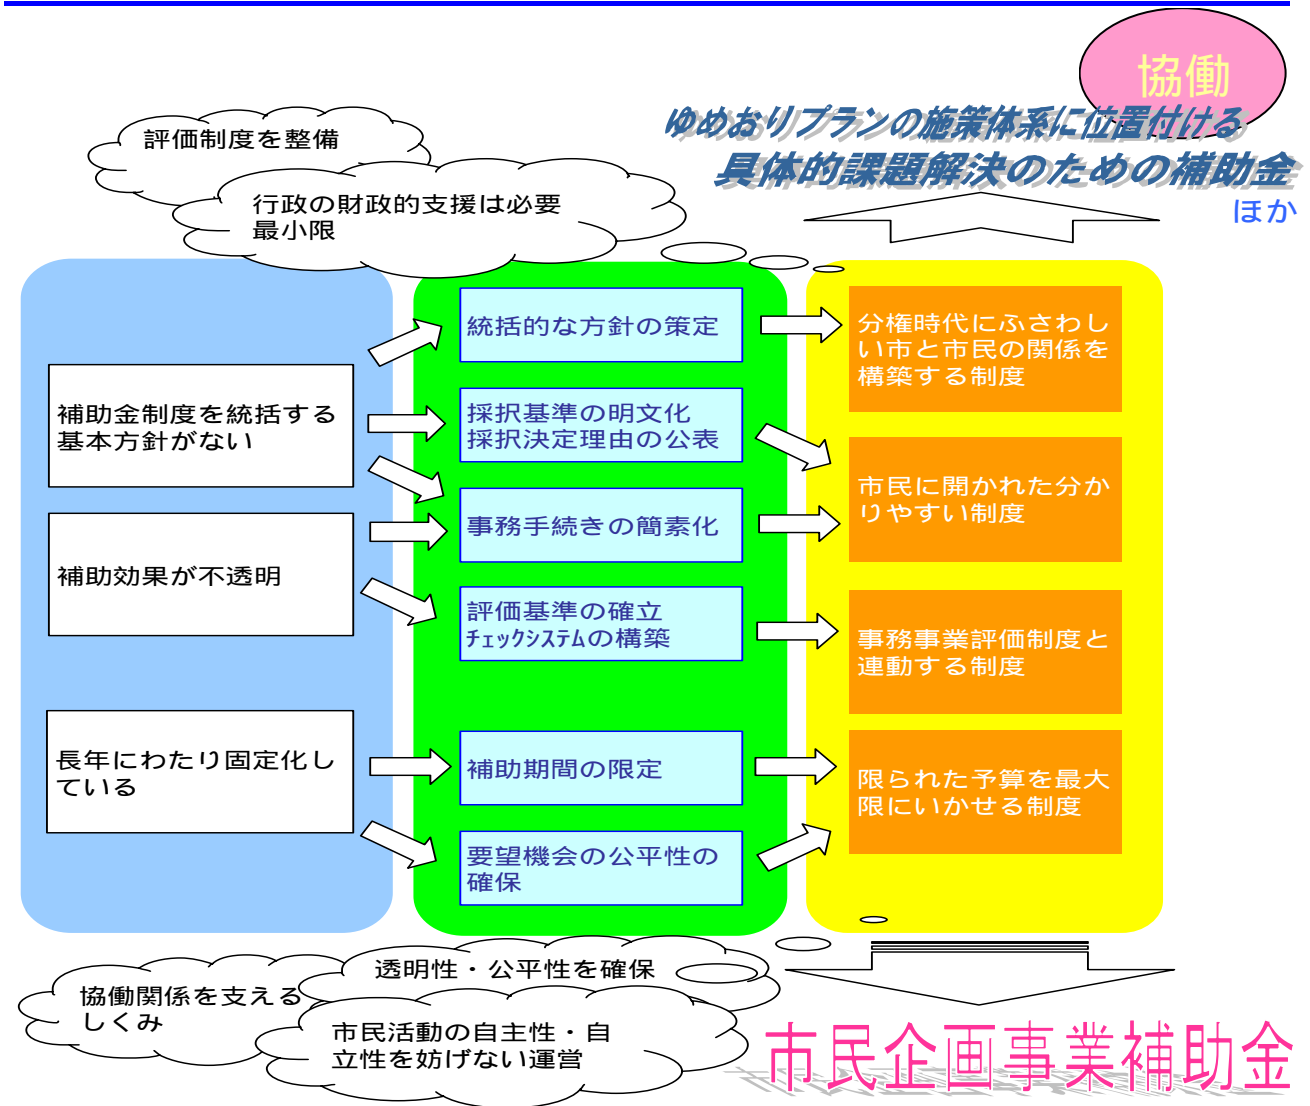 協働
ゆめおりプランの施策体系に位置付ける
具体的課題解決のための補助金
ほか
評価制度を整備
行政の財政的支援は必要
最小限
補助金制度を統括する
基本方針がない
補助効果が不透明
長年にわたり固定化し
ている
統括的な方針の策定
採択基準の明文化
採択決定理由の公表
事務手続きの簡素化
評価基準の確立
チェックシステムの構築
補助期間の限定
要望機会の公平性の
確保
分権時代にふさわし
い市と市民の関係を
構築する制度
市民に開かれた分か
りやすい制度
事務事業評価制度と
連動する制度
限られた予算を最大
限にいかせる制度
透明性・公平性を確保
協働関係を支える
しくみ
市民活動の自主性・自
立性を妨げない運営
市民企画事業補助金